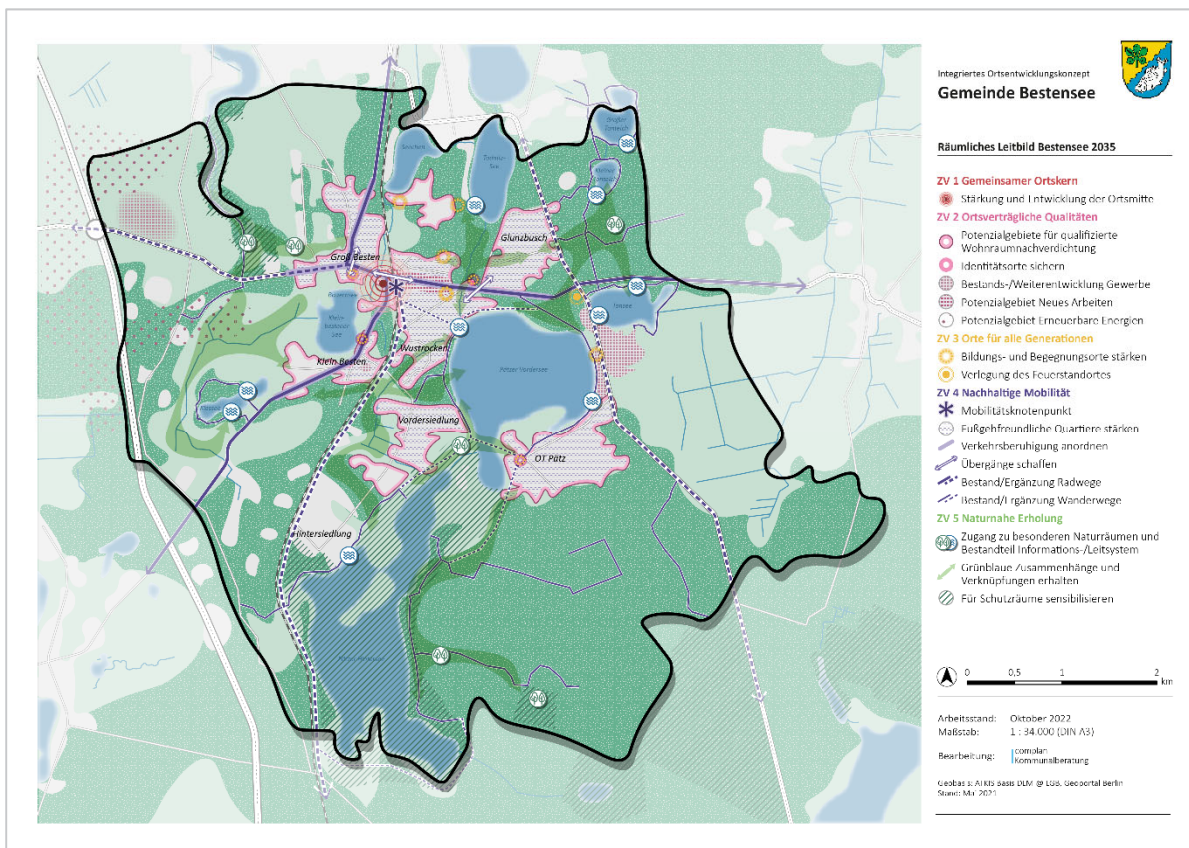 Integriertes Ortsentwicklungskonzept
Gemeinde Bestensee
Räumliches Leitbild Bestensee 2035
ZV 1 Gemeinsamer Ortskern
Stärkung und Entwicklung der Ortsmitte
ZV 2 Ortsverträgliche Qualitäten
Potenzialgebiete für qualifizierte
Wohnraumnachverdichtung
Identitätsorte sichern
Bestands-/Weiterentwicklung Gewerbe
Potenzialgebiet Neues Arbeiten
Potenzialgebiet Erneuerbare Energien
ZV 3 Orte für alle Generationen
Bildungs- und Begegnungsorte stärken
Verlegung des Feuerstandortes
ZV 4 Nachhaltige Mobilität
Mobilitätsknotenpunkt
Fußgehfreundliche Quartiere stärken
Verkehrsberuhigung anordnen
Übergänge schaffen
Bestand/Ergänzung Radwege
Bestand/Ergänzung Wanderwege
ZV 5 Naturnahe Erholung
Zugang zu besonderen Naturräumen und
Bestandteil Informations-/Leitsystem
Grünblaue Zusammenhänge und
Verknüpfungen erhalten
Für Schutzräume sensibilisieren
0 0,5 1 2
km
Arbeitsstand: Oktober 2022
Maßstab: 1 : 34.000 (DIN A3)
Bearbeitung: complan
Kommunalberatung
Geobasis: ATKIS Basis DLM @ LGB, Geoportal Berlin
Stand: Mai 2021
Glunzbusch
Groß Besten
Klein Besten
Wustrocken
Pätzer Vordersee
Vordersiedlung
OT Pätz
Hintersiedlung